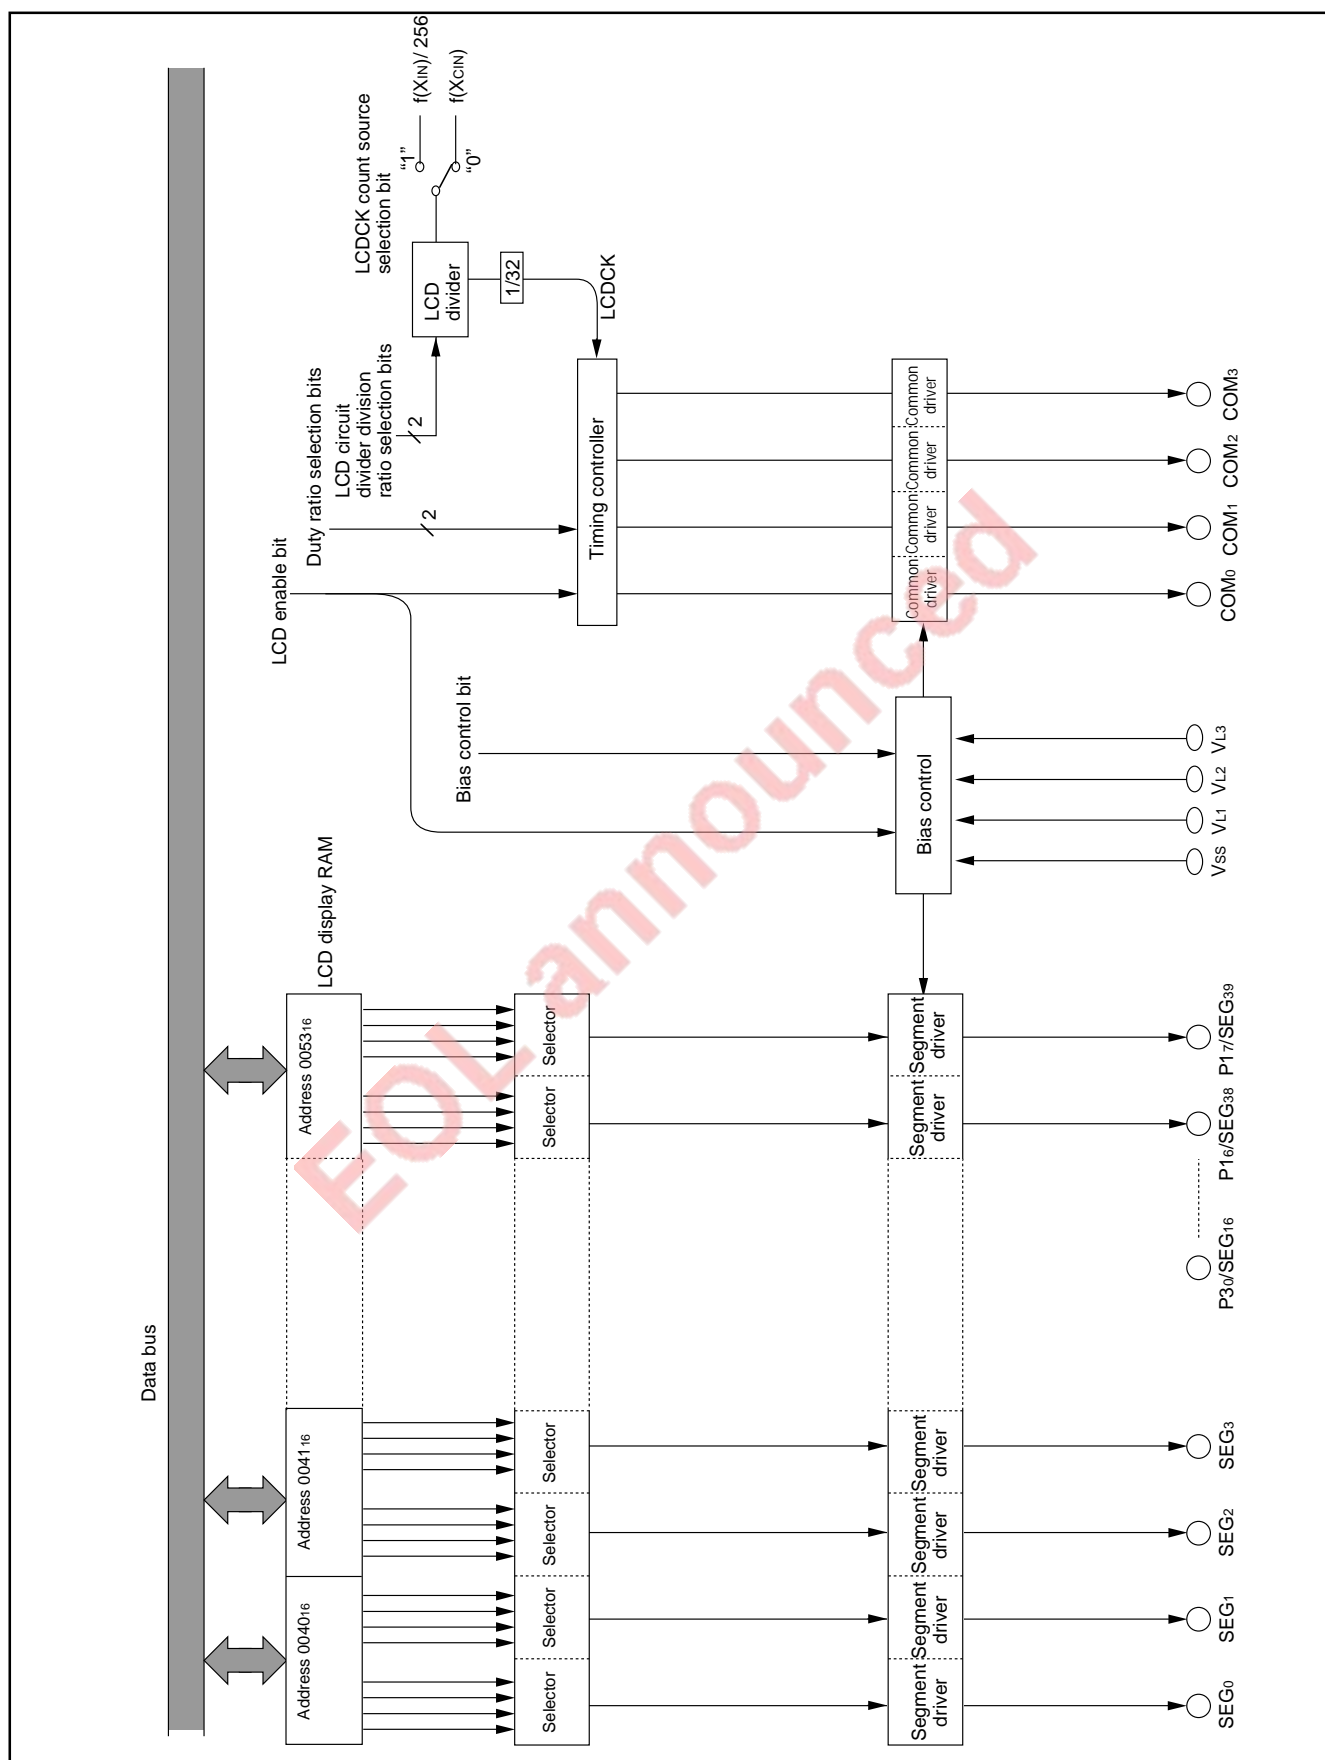 Data bus
LCD enable bit
Duty ratio selection bits
LCD circuit
divider division
ratio selection bits
2
2
LCDCK count source
selection bit
"1"
"0"
f(XIN)/ 256
f(XCIN)
LCD
divider
1/32
LCDCK
Timing controller
Bias control bit
LCD display RAM
Address 004016
Address 004116
Address 005316
Selector
Selector
Selector
Selector
Selector
Selector
Bias control
Segment
driver
Segment
driver
Segment
driver
Segment
driver
Segment
driver
Segment
driver
Common
driver
Common
driver
Common
driver
Common
driver
SEG0
SEG1
SEG2
SEG3
P30/SEG16
P16/SEG38
P17/SEG39
VSS
VL1
VL2
VL3
COM0
COM1
COM2
COM3
EOL announced